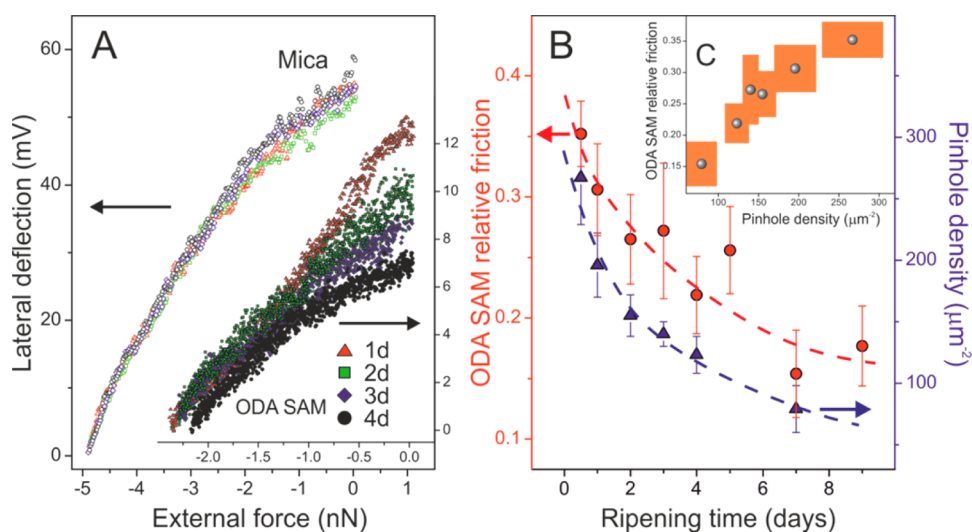 A
Mica
60
40
20
0
Lateral deflection (mV)
12
10
8
6
4
2
0
1d
2d
3d
4d
ODA SAM
-2.0
-1.5
-1.0
-0.5
0.0
-5
-4
-3
-2
-1
0
1
External force (nN)
B
0.4
0.3
0.2
0.1
ODA SAM relative friction
C
0.35
0.30
0.25
0.20
0.15
ODA SAM relative friction
100
150
200
250
300
Pinhole density (μm-2)
300
200
100
Pinhole density (μm-2)
0
2
4
6
8
Ripening time (days)